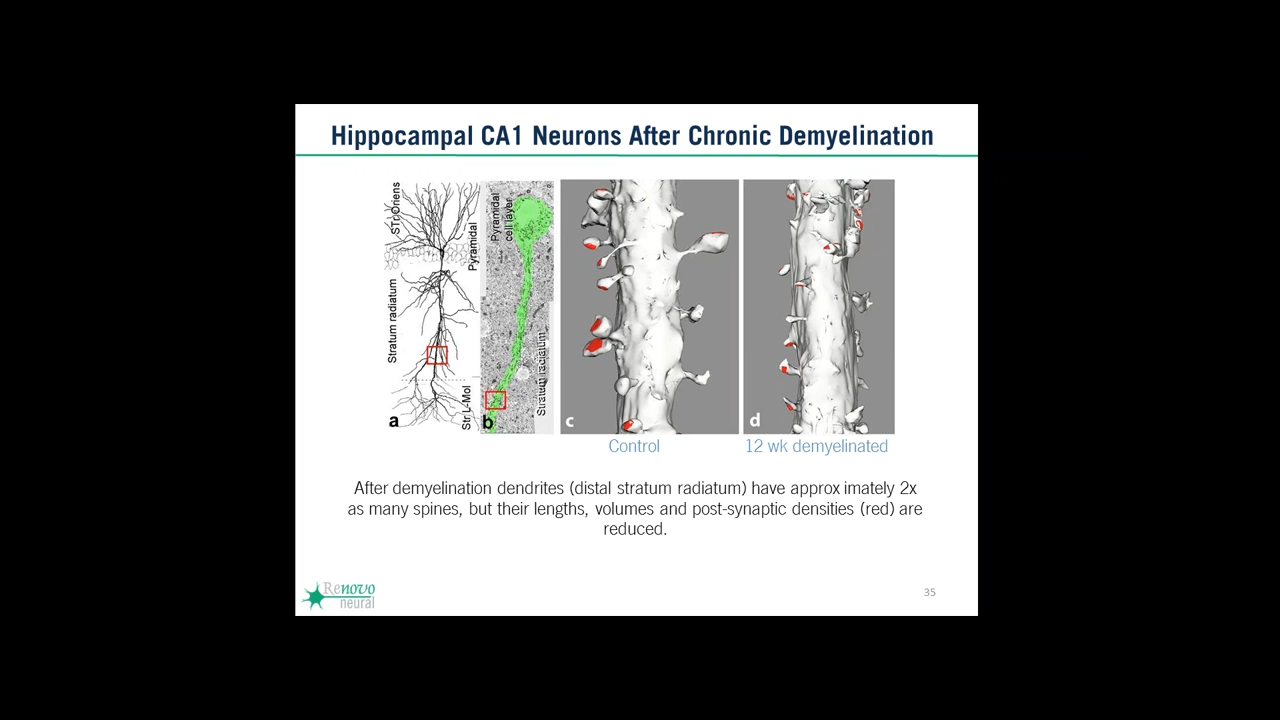 Hippocampal CA1 Neurons After Chronic Demyelination
STr. Oriens
Pyramidal
Stratum radiatum
Str L-Mol
a
Pyramidal
cell layer
Stratum radiatum
b
c
d
Control
12 wk demyelinated
After demyelination dendrites (distal stratum radiatum) have approx imately 2x
as many spines, but their lengths, volumes and post-synaptic densities (red) are
reduced.
Renovo
neural
35